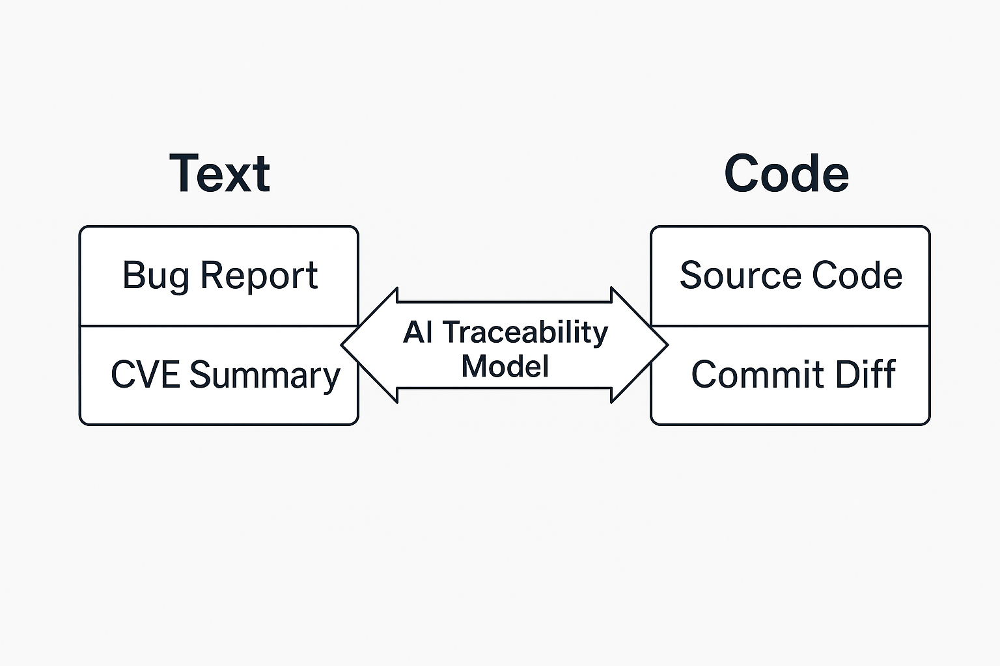 Text
Code
Bug Report
CVE Summary
AI Traceability
Model
Source Code
Commit Diff